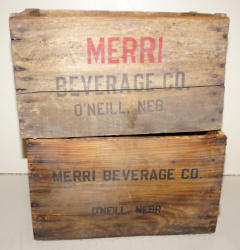 MERRI
BEVERAGE CO.
O'NEILL, NEB.
MERRI BEVERAGE CO.
O'NEILL, NEBR.